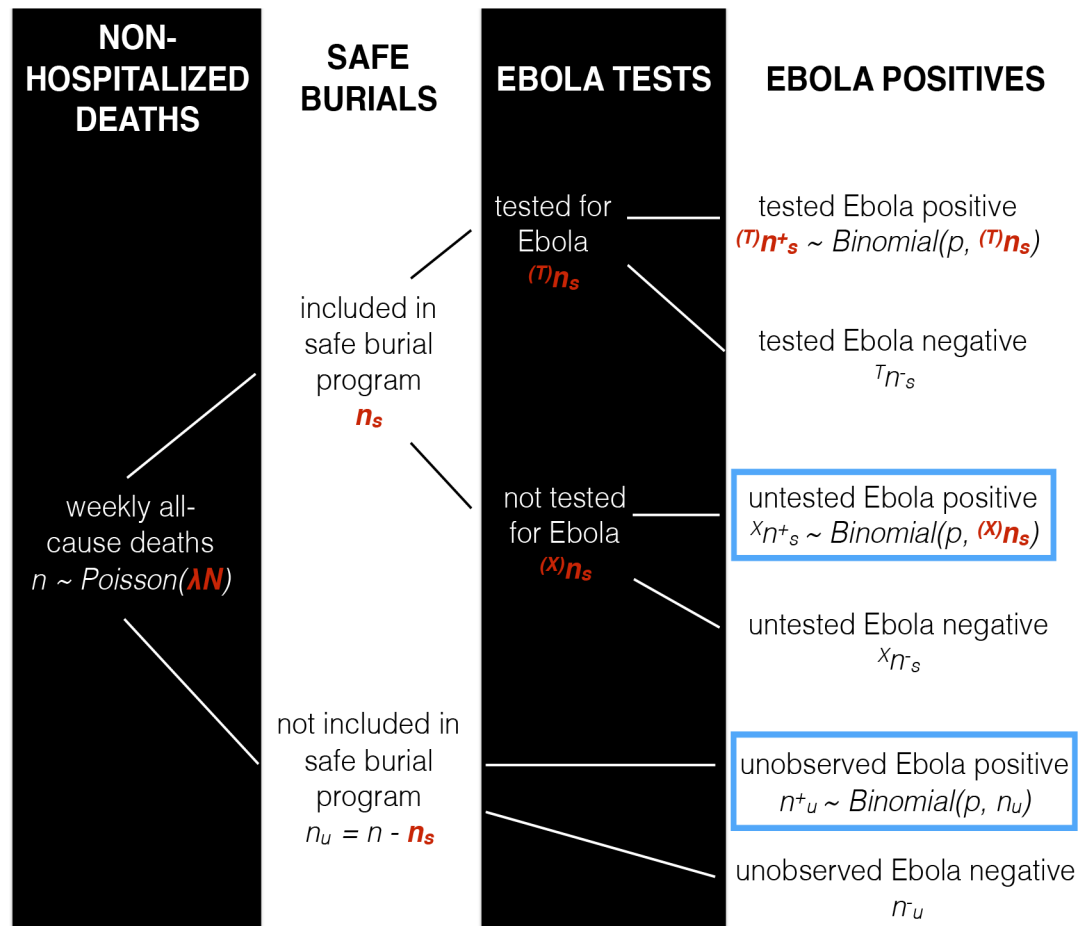 NON-
HOSPITALIZED
DEATHS
SAFE
BURIALS
EBOLA TESTS
EBOLA POSITIVES
weekly all-
cause deaths
n ~ Poisson(λN)
included in
safe burial
program
nₛ
not included in
safe burial
program
nᵤ = n - nₛ
tested for
Ebola
⁽ᵀ⁾nₛ
not tested
for Ebola
⁽ˣ⁾nₛ
tested Ebola positive
⁽ᵀ⁾n⁺ₛ ~ Binomial(p, ⁽ᵀ⁾nₛ)
tested Ebola negative
ᵀn⁻ₛ
untested Ebola positive
ˣn⁺ₛ ~ Binomial(p, ⁽ˣ⁾nₛ)
untested Ebola negative
ˣn⁻ₛ
unobserved Ebola positive
n⁺ᵤ ~ Binomial(p, nᵤ)
unobserved Ebola negative
n⁻ᵤ